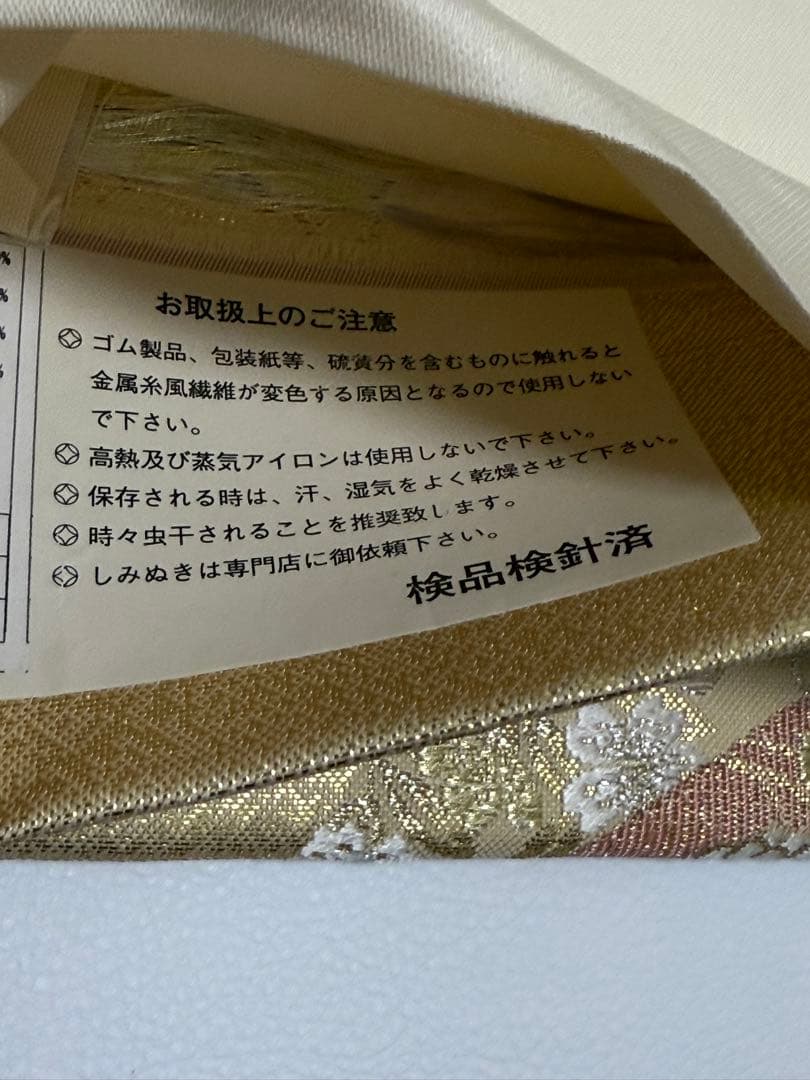 %
%
%
%
お取扱上のご注意
ゴム製品、包装紙等、硫黄分を含むものに触れると
金属糸風繊維が変色する原因となるので使用しない
で下さい。
高熱及び蒸気アイロンは使用しないで下さい。
保存される時は、汗、湿気をよく乾燥させて下さい。
時々虫干されることを推奨致します。
しみぬきは専門店に御依頼下さい。
検品検針済